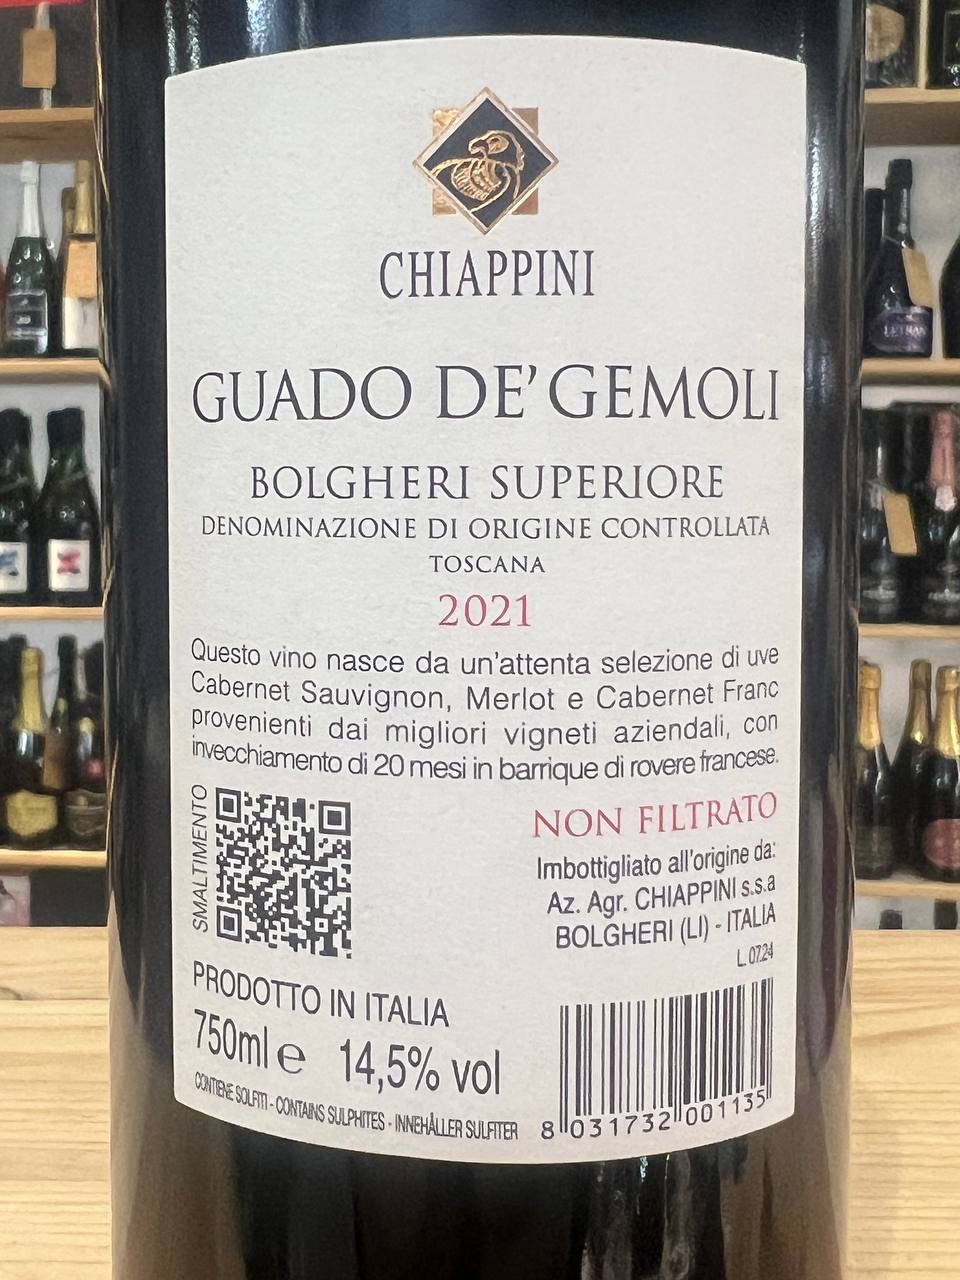 CHIAPPINI
GUADO DE' GEMOLI
BOLGHERI SUPERIORE
DENOMINAZIONE DI ORIGINE CONTROLLATA
TOSCANA
2021
Questo vino nasce da un'attenta selezione di uve
Cabernet Sauvignon, Merlot e Cabernet Franc
provenienti dai migliori vigneti aziendali, con
invecchiamento di 20 mesi in barrique di rovere francese.
SMALTIMENTO
NON FILTRATO
Imbottigliato all'origine da:
Az. Agr. CHIAPPINI s.s.a
BOLGHERI (LI) - ITALIA
L.0724
PRODOTTO IN ITALIA
750ml e 14,5% vol
CONTIENE SOLFITI - CONTAINS SULPHITES - INNEHÅLLER SULFITER
8 031732 001135